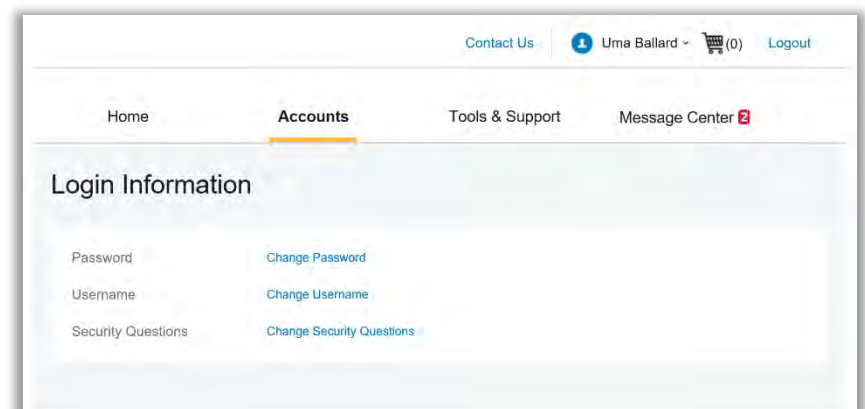 Contact Us Uma Ballard (0) Logout
Home Accounts Tools & Support Message Center 2
Login Information
Password Change Password
Username Change Username
Security Questions Change Security Questions